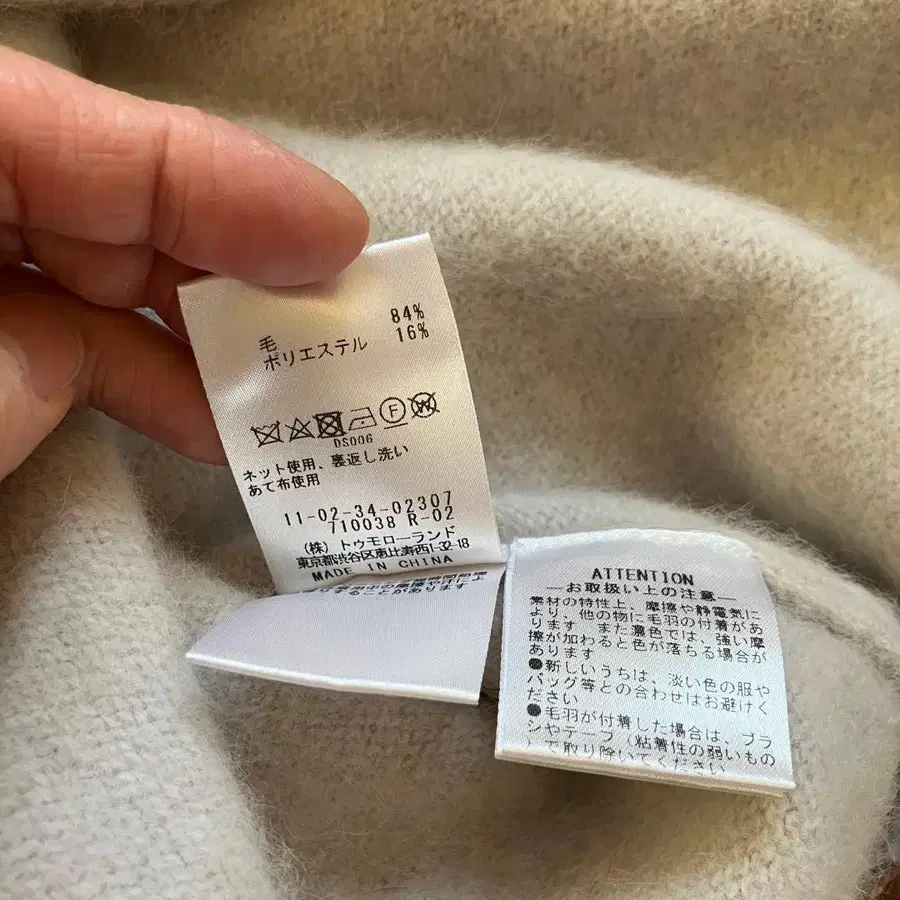 毛 84%
ポリエステル 16%
F
W
DS006
ネット使用、裏返し洗い
あて布使用
11-02-34-02307
710038 R-02
(株) トゥモローランド
東京都渋谷区恵比寿西1-32-18
MADE IN CHINA
ることがあります
ATTENTION
―お取扱い上の注意―
素材の特性上、摩擦や静電気に
より、他の物に毛羽の付着があ
ります また濃色では、強い摩
擦が加わると色が落ちる場合が
あります
●新しいうちは、淡い色の服や
バッグ等との合わせはお避けく
ださい
●毛羽が付着した場合は、ブラ
シやテープ(粘着性の弱いもの
)で取り除いてください